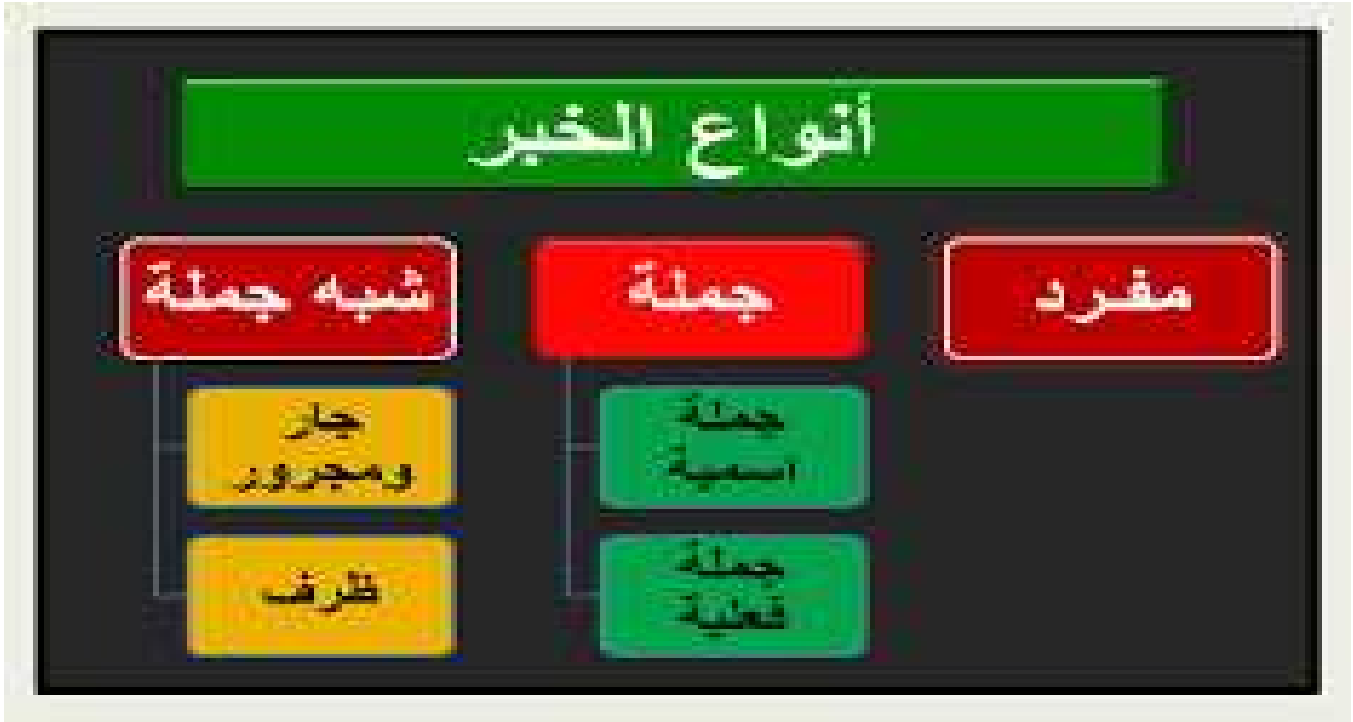 أنواع الخبر
مفرد
جملة
شبه جملة
جملة
اسمية
جملة
فعلية
جار
ومجرور
ظرف